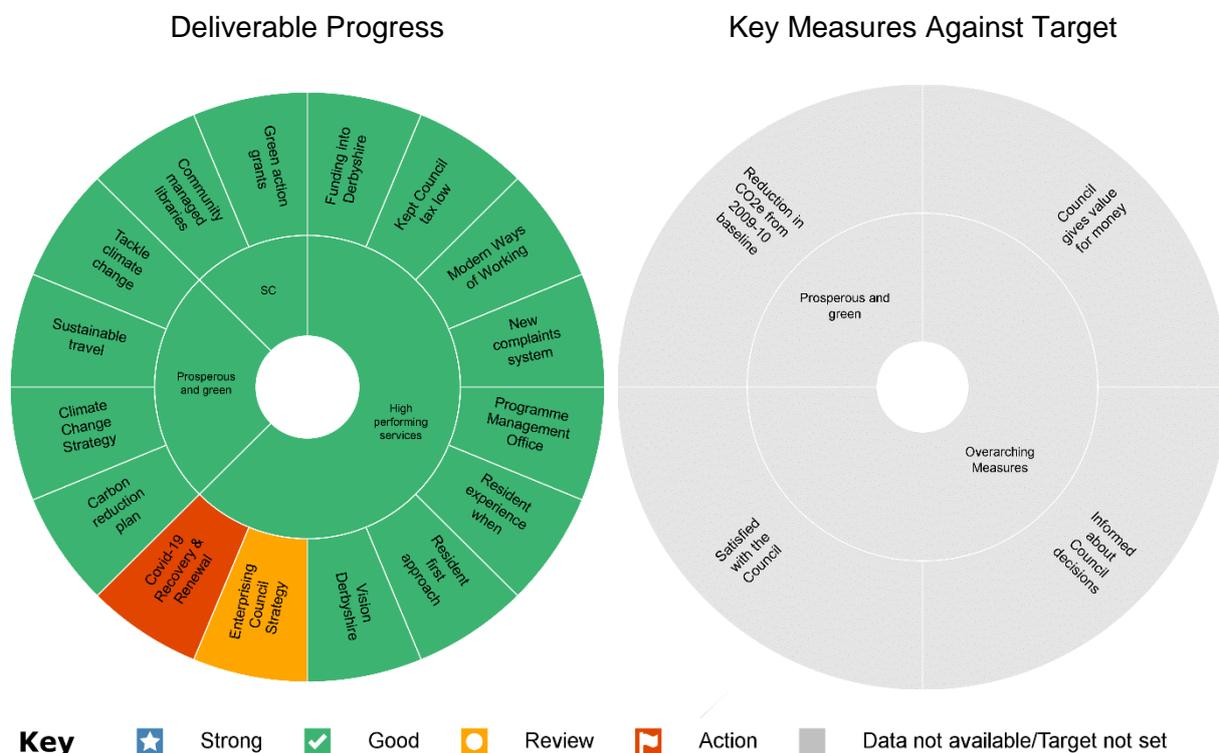 Deliverable Progress
Key Measures Against Target
Funding into
Derbyshire
Kept Council
tax low
Modern Ways
of Working
New
complaints
system
Programme
Management
Office
Resident
experience
when
Resident
first
approach
Vision
Derbyshire
Enterprising
Council
Strategy
Covid-19
Recovery &
Renewal
Carbon
reduction
plan
Climate
Change
Strategy
Sustainable
travel
Tackle
climate
change
Community
managed
libraries
Green action
grants
SC
Prosperous
and green
High
performing
services
Reduction in
CO2e from
2009-10
baseline
Council
gives value
for money
Informed
about
Council
decisions
Satisfied
with the
Council
Prosperous and
green
Overarching
Measures
Key Strong Good Review Action Data not available/Target not set